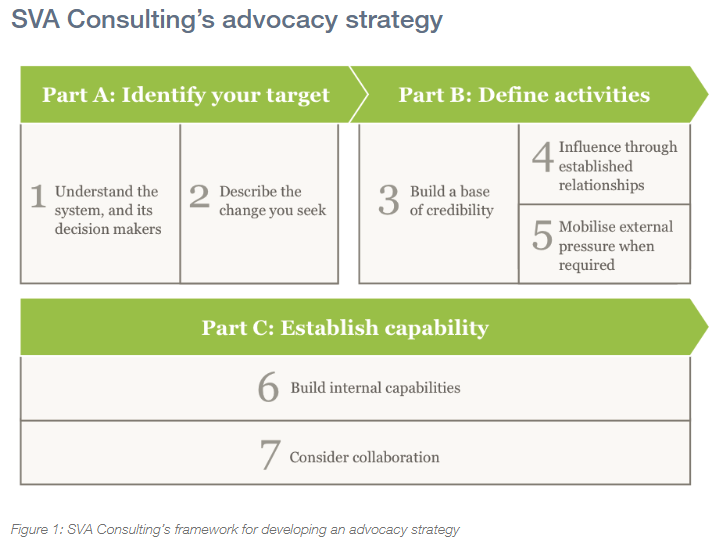 SVA Consulting's advocacy strategy
Part A: Identify your target
Part B: Define activities
1 Understand the
system, and its
decision makers
2 Describe the
change you seek
3 Build a base
of credibility
4 Influence through
established
relationships
5 Mobilise external
pressure when
required
Part C: Establish capability
6 Build internal capabilities
7 Consider collaboration
Figure 1: SVA Consulting's framework for developing an advocacy strategy